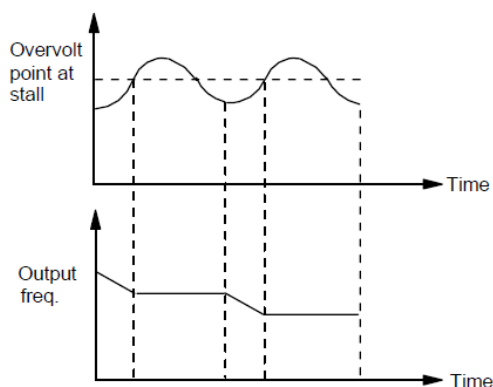 Overvolt
point at
stall
Time
Output
freq.
Time